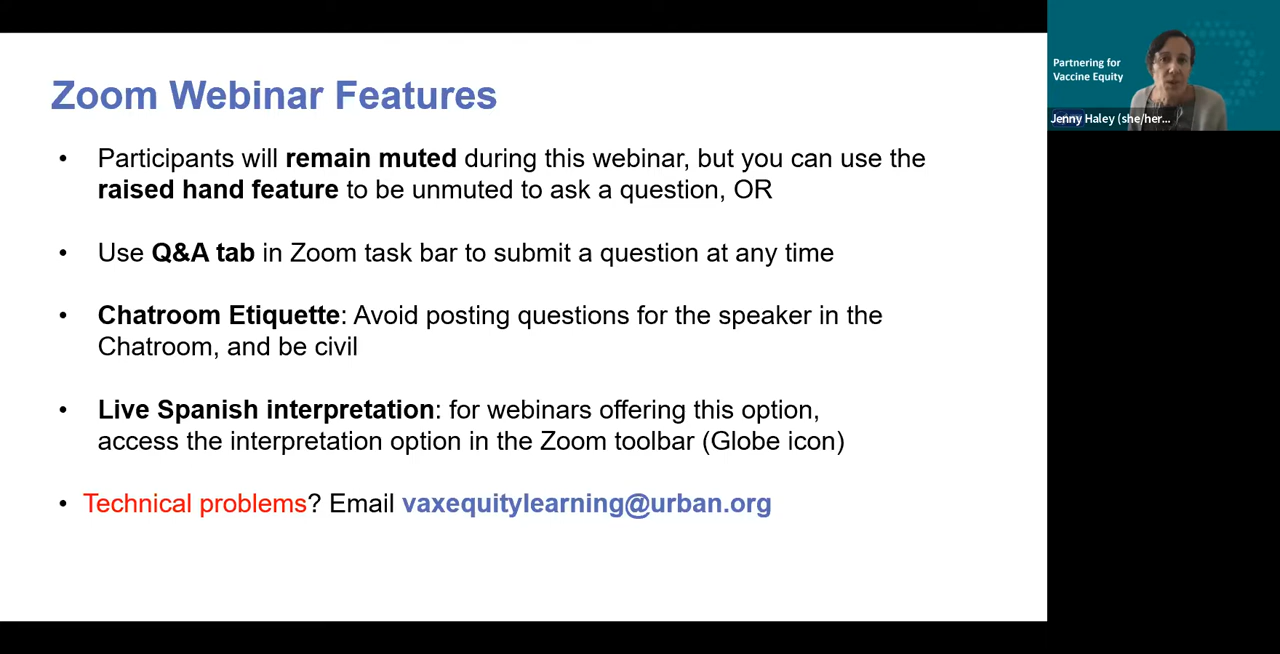 Zoom Webinar Features
• Participants will remain muted during this webinar, but you can use the
raised hand feature to be unmuted to ask a question, OR
• Use Q&A tab in Zoom task bar to submit a question at any time
• Chatroom Etiquette: Avoid posting questions for the speaker in the
Chatroom, and be civil
• Live Spanish interpretation: for webinars offering this option,
access the interpretation option in the Zoom toolbar (Globe icon)
• Technical problems? Email vaxequitylearning@urban.org
Partnering for
Vaccine Equity
Jenny Haley (she/her...